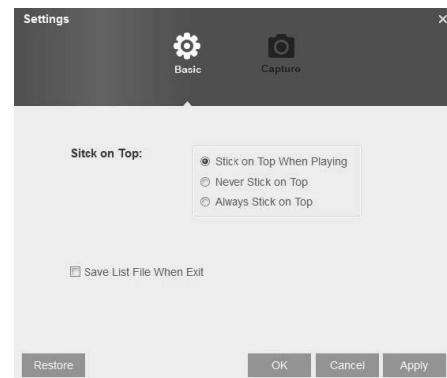 Settings
Basic Capture
Sitck on Top:
Stick on Top When Playing
Never Stick on Top
Always Stick on Top
Save List File When Exit
Restore OK Cancel Apply